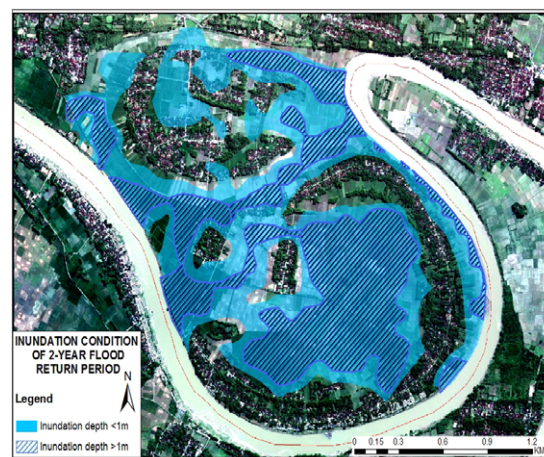 INUNDATION CONDITION
OF 2-YEAR FLOOD
RETURN PERIOD
N
Legend
Inundation depth <1m
Inundation depth >1m
0 0.15 0.3 0.6 0.9 1.2
KM